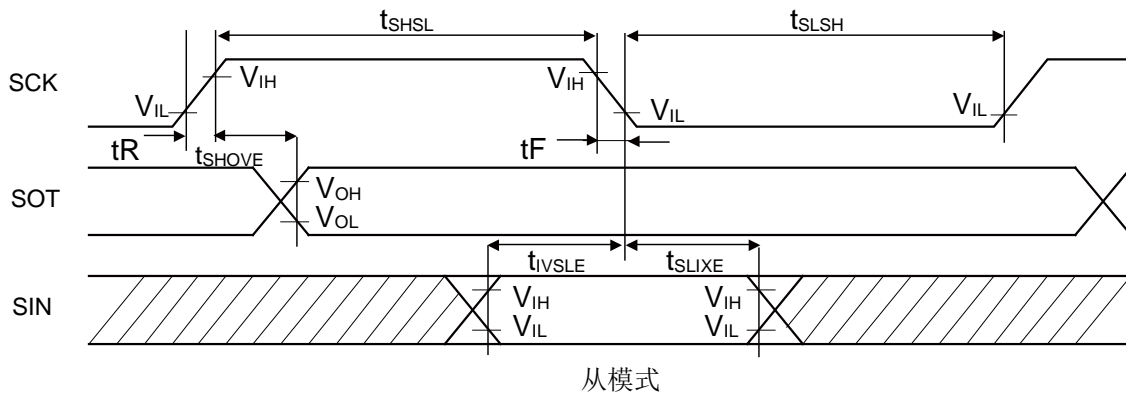 tSHSL
tSLSH
SCK
VIH
VIH
VIL
VIL
VIL
tR
tSHOVE
tF
SOT
VOH
VOL
tIVSLE
tSLIXE
SIN
VIH
VIH
VIL
VIL
从模式